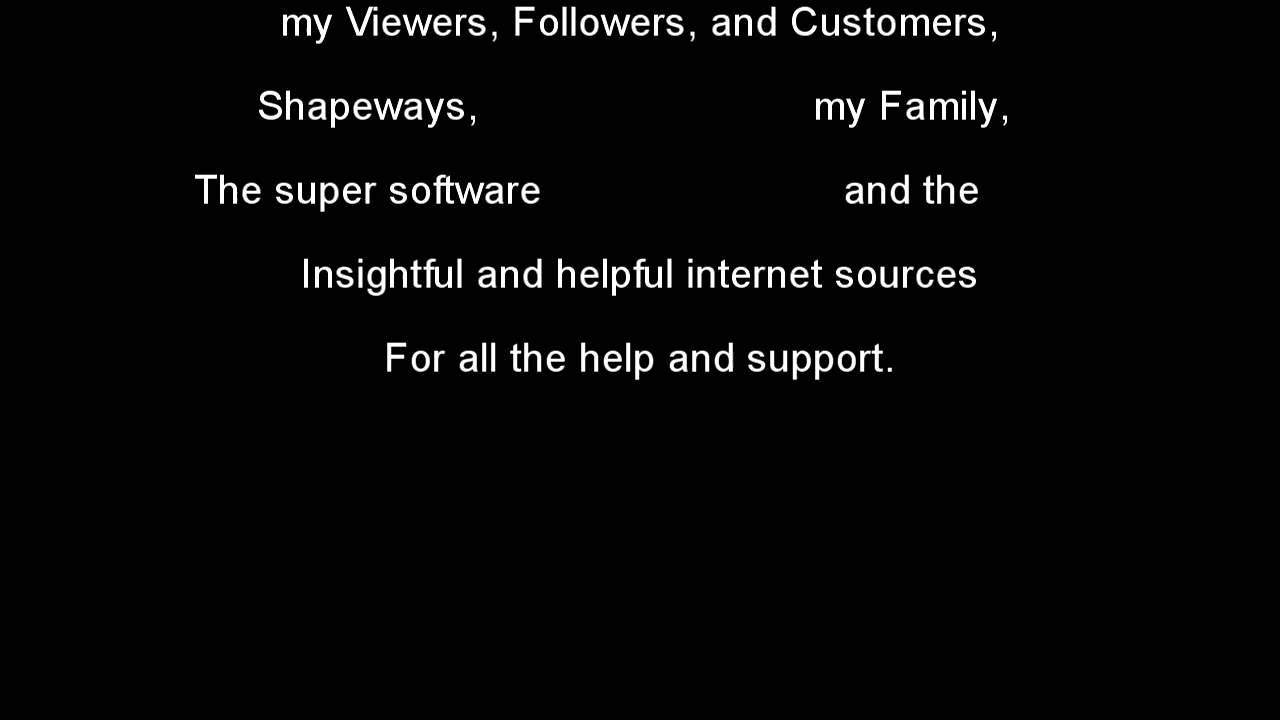 my Viewers, Followers, and Customers,
Shapeways, my Family,
The super software and the
Insightful and helpful internet sources
For all the help and support.